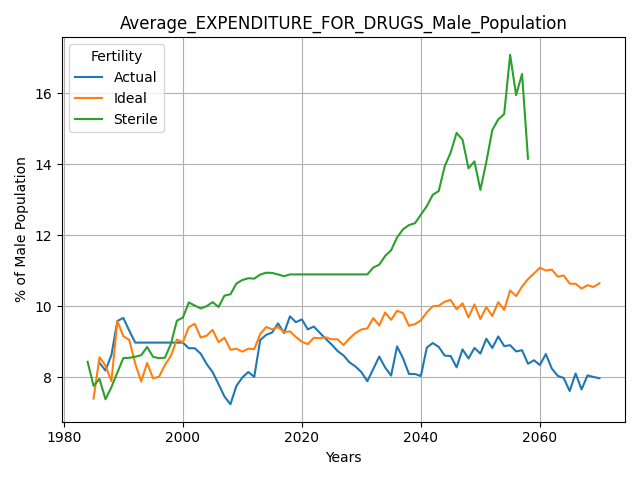 Average_EXPENDITURE_FOR_DRUGS_Male_Population
Fertility
Actual
Ideal
Sterile
% of Male Population
16
14
12
10
8
1980
2000
2020
2040
2060
Years